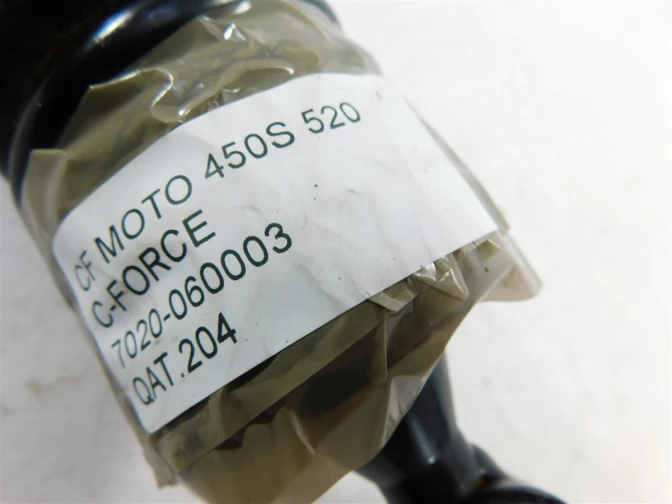 CF MOTO 450S 520
C-FORCE
7020-060003
QAT.204